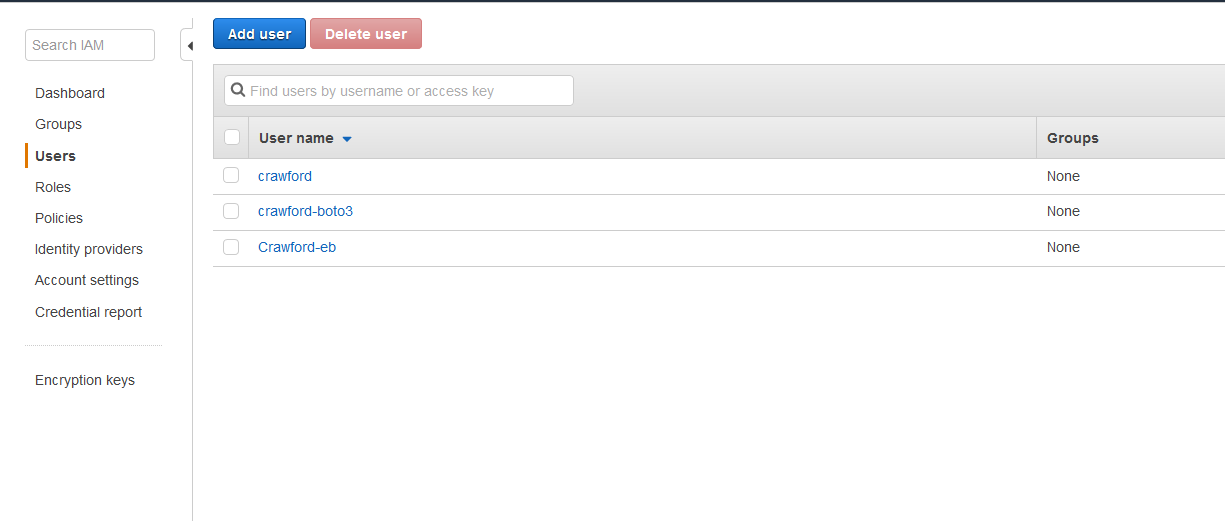 Search IAM
Dashboard
Groups
Users
Roles
Policies
Identity providers
Account settings
Credential report
Encryption keys
Add user Delete user
Find users by username or access key
User name Groups
crawford None
crawford-boto3 None
Crawford-eb None